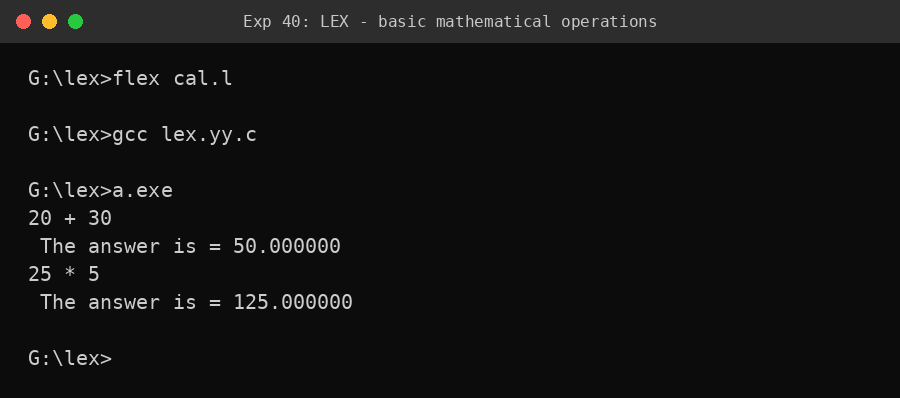 Exp 40: LEX - basic mathematical operations
G:\lex>flex cal.l
G:\lex>gcc lex.yy.c
G:\lex>a.exe
20 + 30
The answer is = 50.000000
25 * 5
The answer is = 125.000000
G:\lex>